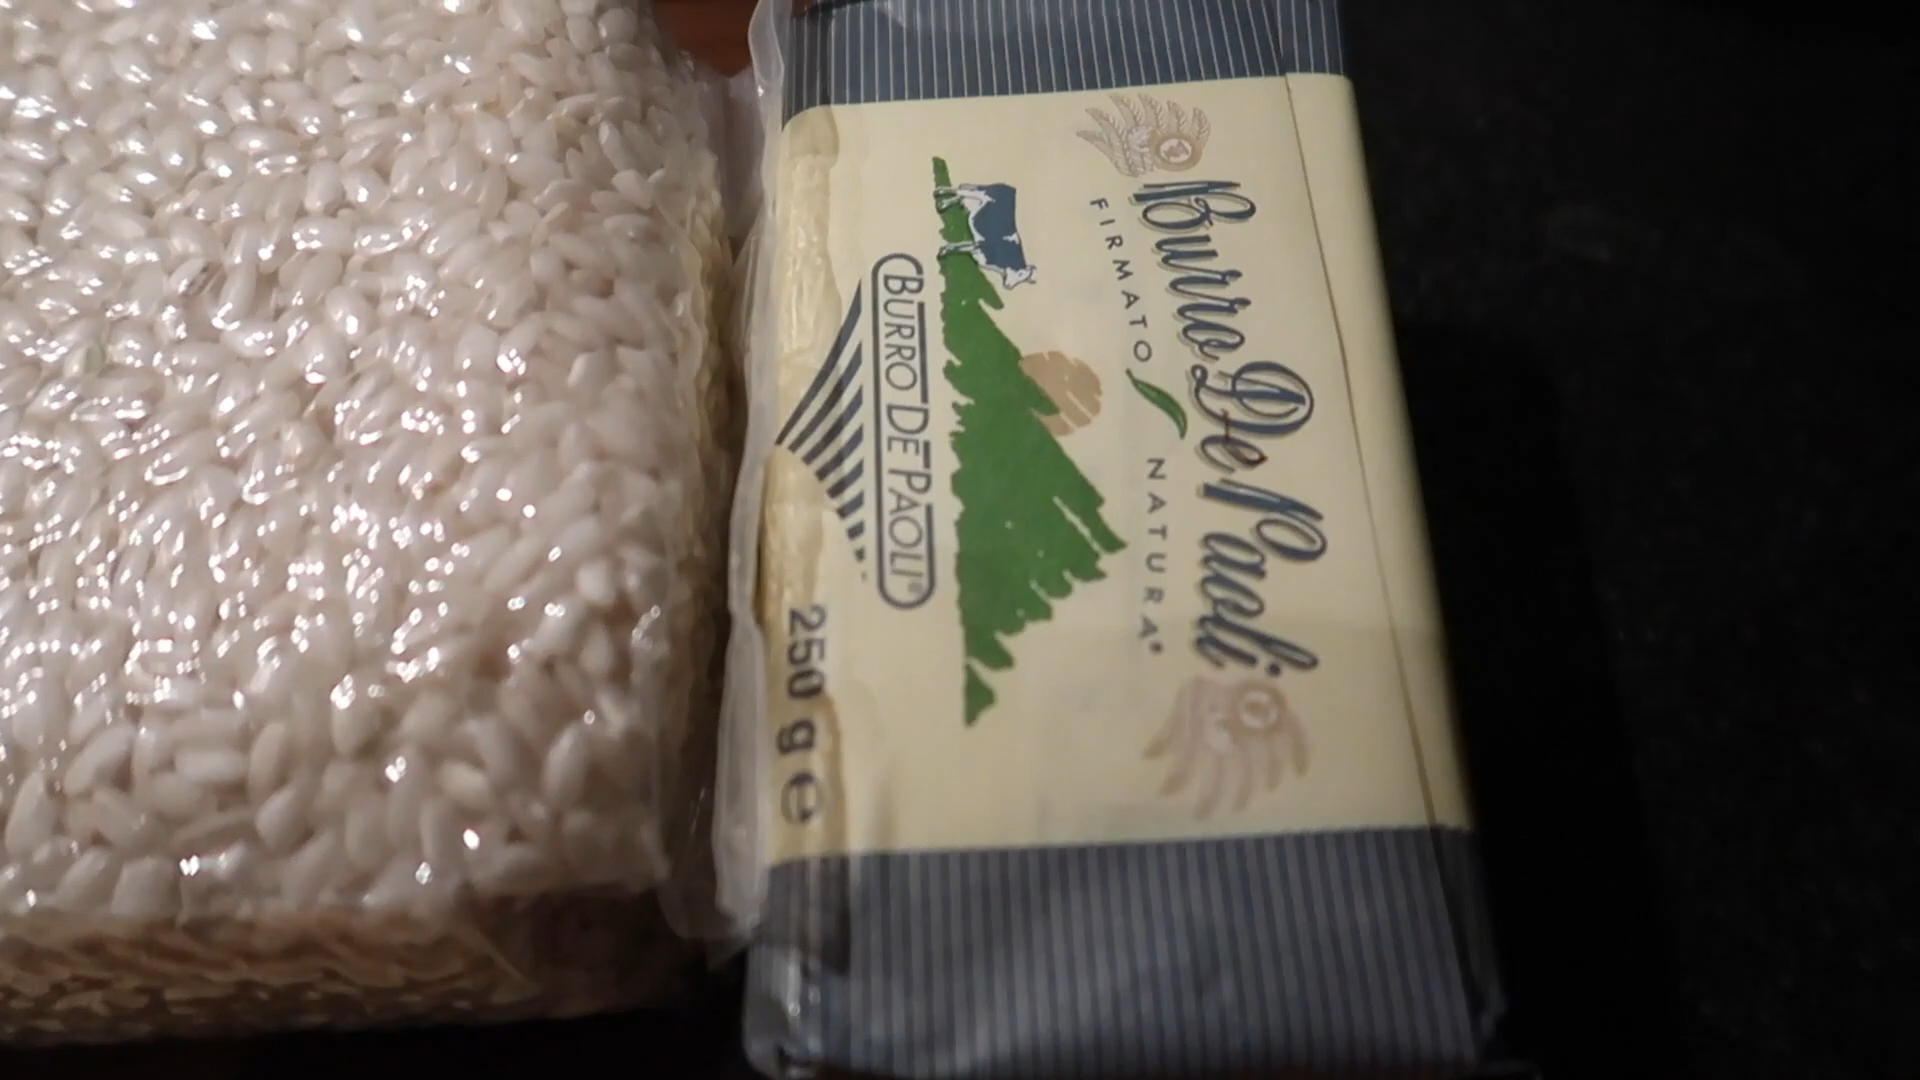 Burro De Paoli
FIRMATO NATURA®
BURRO DE PAOLI®
250 g ℮